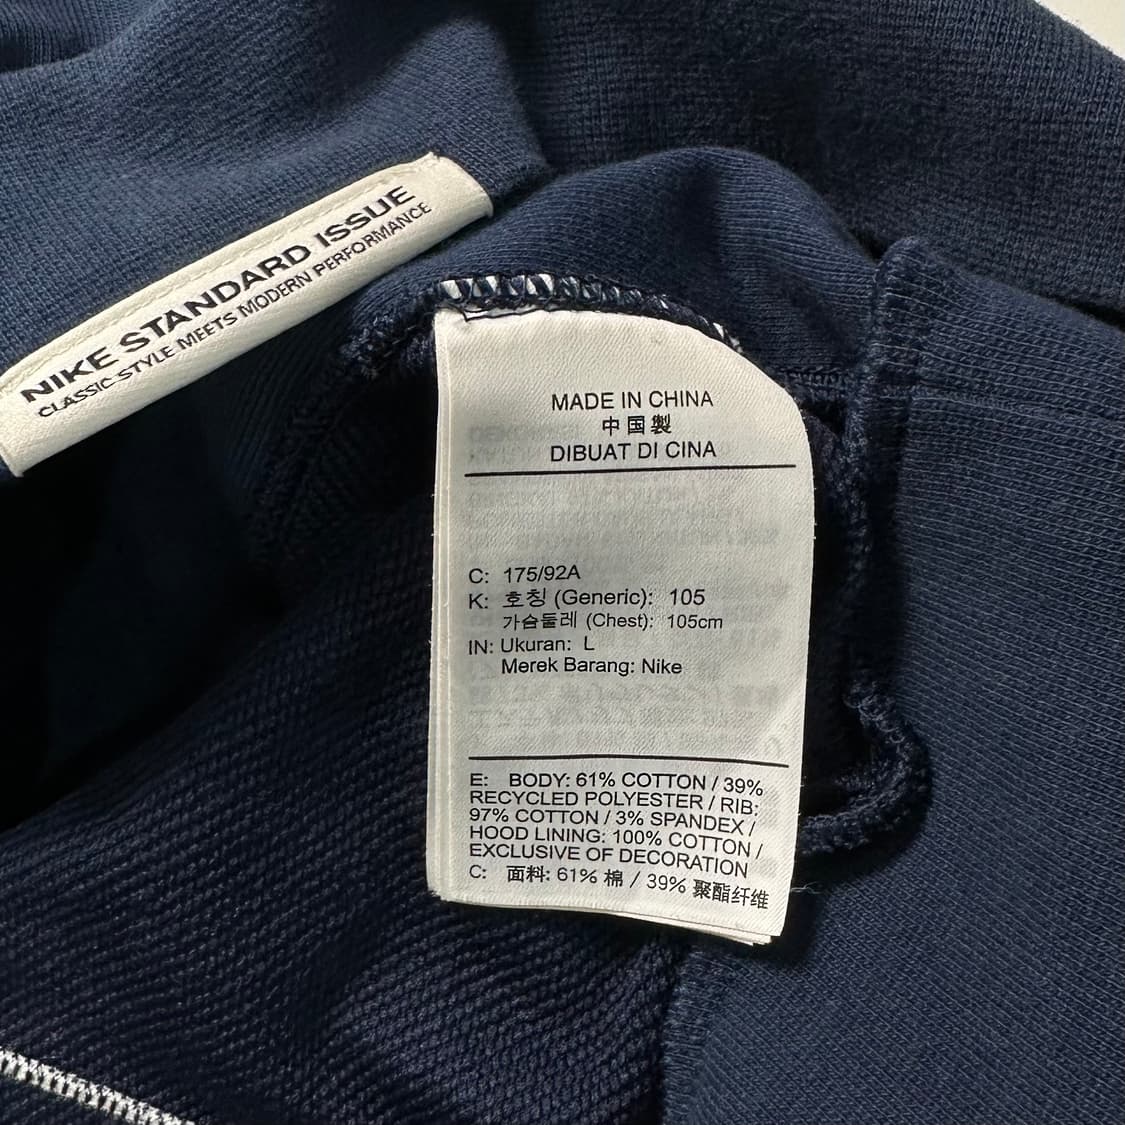 NIKE STANDARD ISSUE
CLASSIC STYLE MEETS MODERN PERFORMANCE
MADE IN CHINA
中国製
DIBUAT DI CINA
C: 175/92A
K: 호칭 (Generic): 105
가슴둘레 (Chest): 105cm
IN: Ukuran: L
Merek Barang: Nike
E: BODY: 61% COTTON / 39%
RECYCLED POLYESTER / RIB:
97% COTTON / 3% SPANDEX /
HOOD LINING: 100% COTTON /
EXCLUSIVE OF DECORATION
C: 面料: 61% 棉 / 39% 聚酯纤维